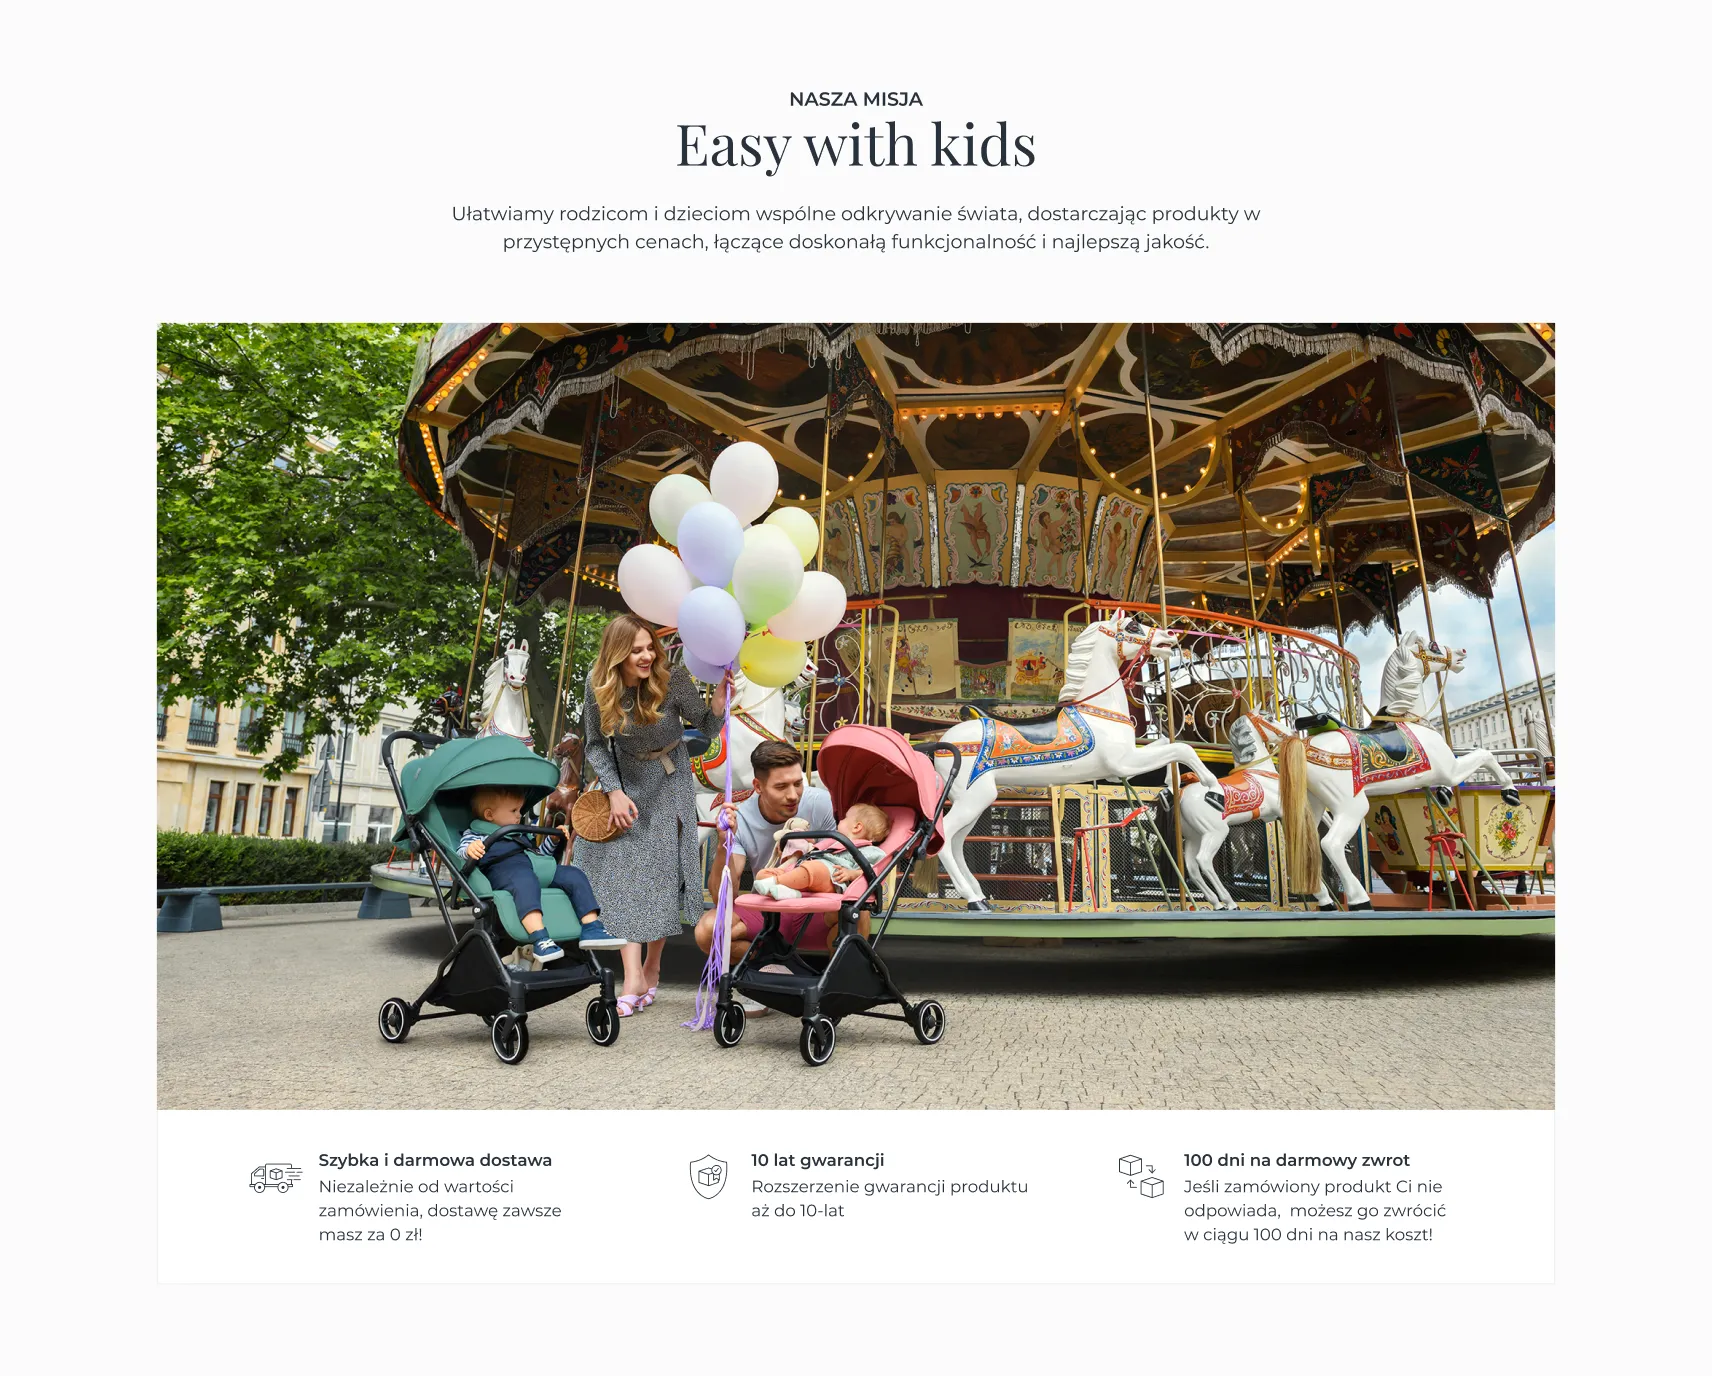 NASZA MISJA
Easy with kids
Ułatwiamy rodzicom i dzieciom wspólne odkrywanie świata, dostarczając produkty w
przystępnych cenach, łączące doskonałą funkcjonalność i najlepszą jakość.
Szybka i darmowa dostawa
Niezależnie od wartości
zamówienia, dostawę zawsze
masz za 0 zł!
10 lat gwarancji
Rozszerzenie gwarancji produktu
aż do 10-lat
100 dni na darmowy zwrot
Jeśli zamówiony produkt Ci nie
odpowiada,  możesz go zwrócić
w ciągu 100 dni na nasz koszt!